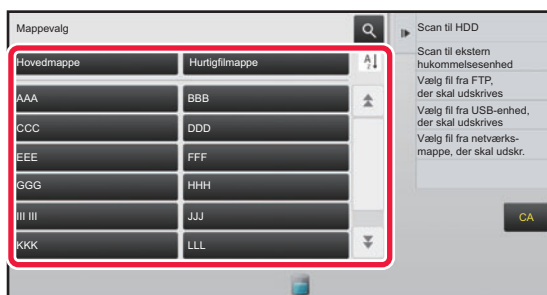 Mappevalg
Hovedmappe
Hurtigfilmappe
AAA
BBB
CCC
DDD
EEE
FFF
GGG
HHH
III III
JJJ
KKK
LLL
Scan til HDD
Scan til ekstern
hukommelsesenhed
Vælg fil fra FTP,
der skal udskrives
Vælg fil fra USB-enhed,
der skal udskrives
Vælg fil fra netværks-
mappe, der skal udskr.
CA